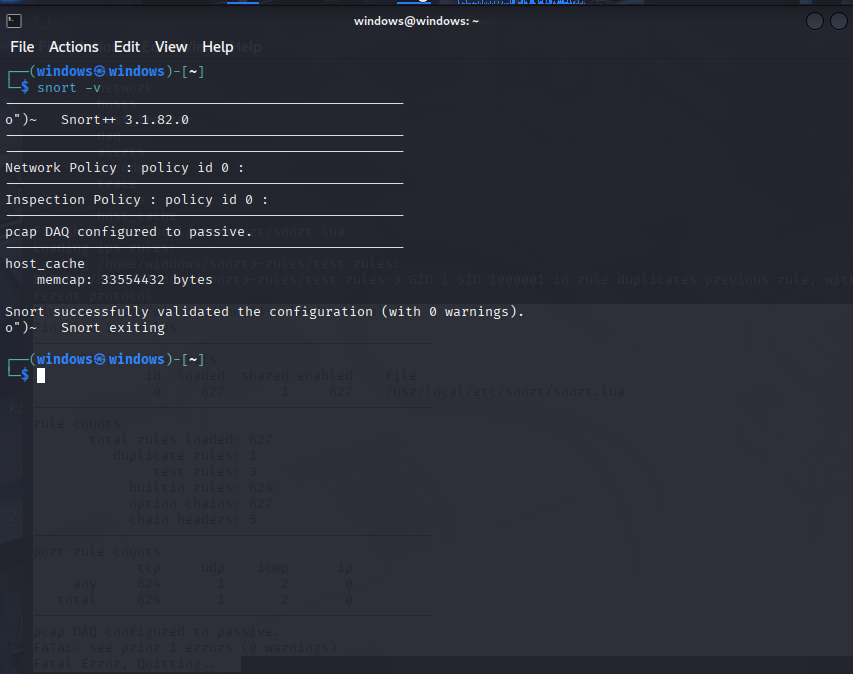 windows@windows: ~
File Actions Edit View Help
┌──(windows㉿windows)-[~]
└─$ snort -v
o")~ Snort++ 3.1.82.0
Network Policy : policy id 0 :
Inspection Policy : policy id 0 :
pcap DAQ configured to passive.
host_cache
memcap: 33554432 bytes
Snort successfully validated the configuration (with 0 warnings).
o")~ Snort exiting
┌──(windows㉿windows)-[~]
└─$
id loaded shared enabled file
0 627 1 627 /usr/local/etc/snort/snort.lua
rule counts
total rules loaded: 627
duplicate rules: 1
text rules: 3
builtin rules: 624
option chains: 627
chain headers: 5
port rule counts
tcp udp icmp ip
any 624 1 2 0
total 624 1 2 0
pcap DAQ configured to passive.
FATAL: see prior 1 errors (0 warnings)
Fatal Error, Quitting..